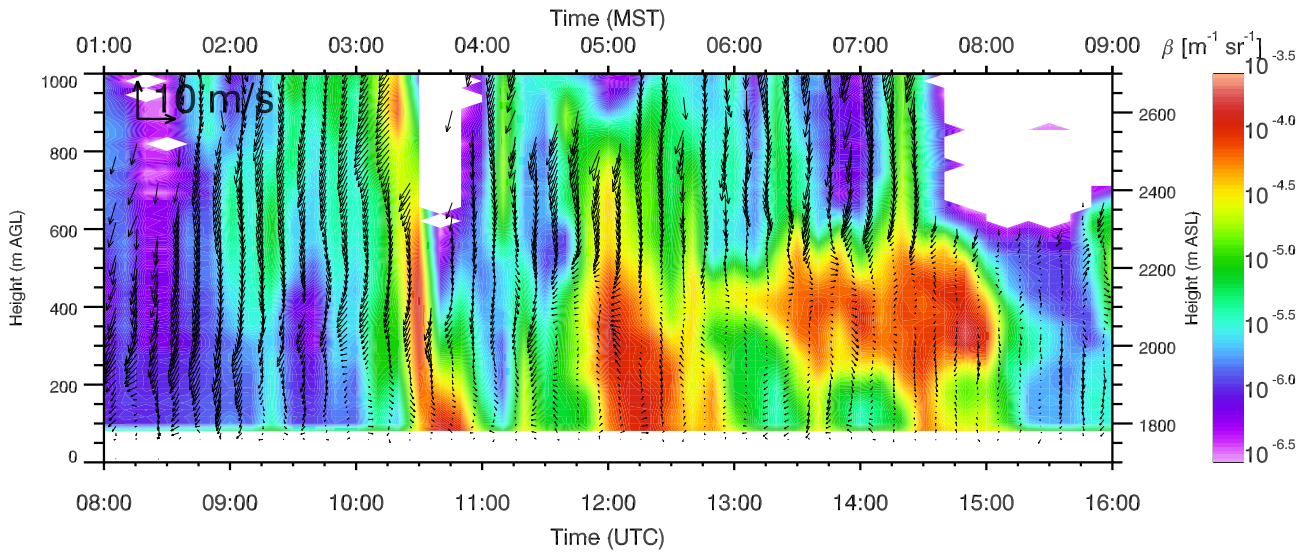 Time (MST)
01:00 02:00 03:00 04:00 05:00 06:00 07:00 08:00 09:00
β [m⁻¹ sr⁻¹]
10 m/s
Height (m AGL)
1000
800
600
400
200
0
Height (m ASL)
2600
2400
2200
2000
1800
10⁻³·⁵
10⁻⁴·⁰
10⁻⁴·⁵
10⁻⁵·⁰
10⁻⁵·⁵
10⁻⁶·⁰
10⁻⁶·⁵
08:00 09:00 10:00 11:00 12:00 13:00 14:00 15:00 16:00
Time (UTC)